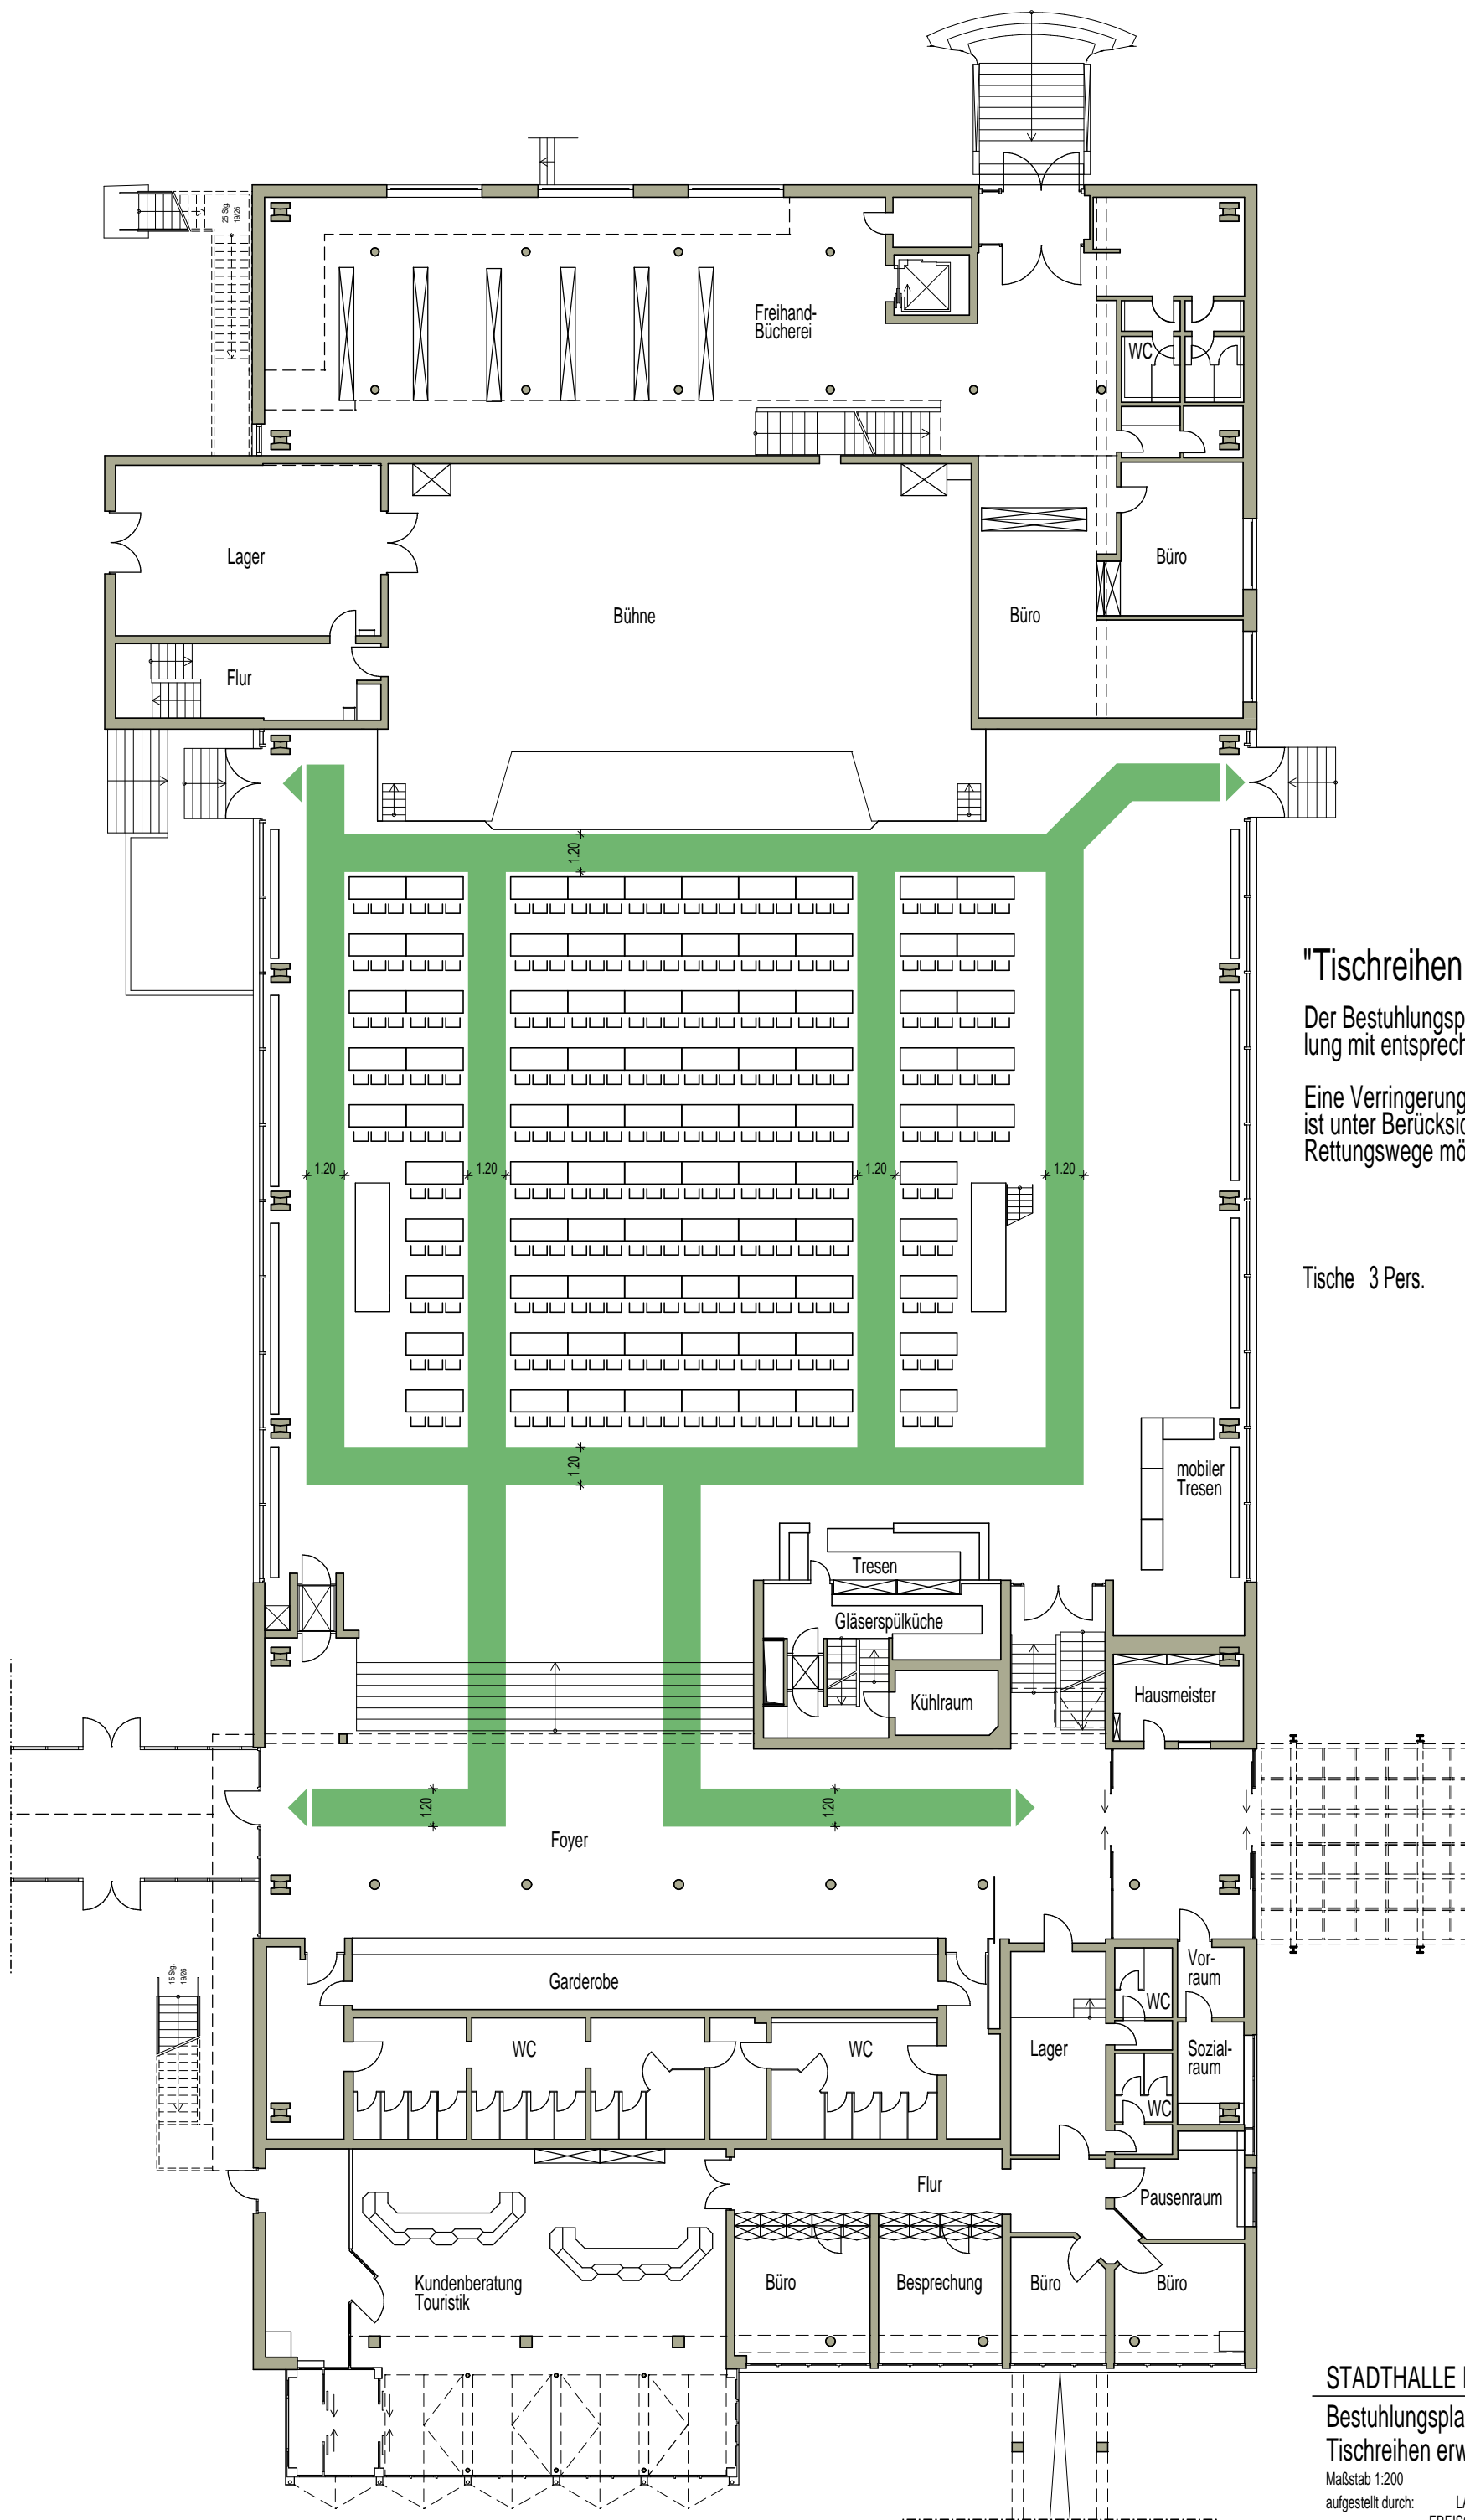 25 Stg.
19/26
Freihand-
Bücherei
WC
Lager
Bühne
Büro
Büro
Flur
1.20
"Tischreihen
Der Bestuhlungsp
lung mit entsprech
Eine Verringerung
ist unter Berücksic
Rettungswege mö
1.20
1.20
1.20
1.20
Tische 3 Pers.
1.20
mobiler
Tresen
Tresen
Gläserspülküche
Kühlraum
Hausmeister
1.20
1.20
Foyer
15 Stg.
19/26
Garderobe
Vor-
raum
WC
WC
WC
Lager
Sozial-
raum
WC
Flur
Pausenraum
Kundenberatung
Touristik
Büro
Besprechung
Büro
Büro
STADTHALLE
Bestuhlungspla
Tischreihen erw
Maßstab 1:200
aufgestellt durch: LA